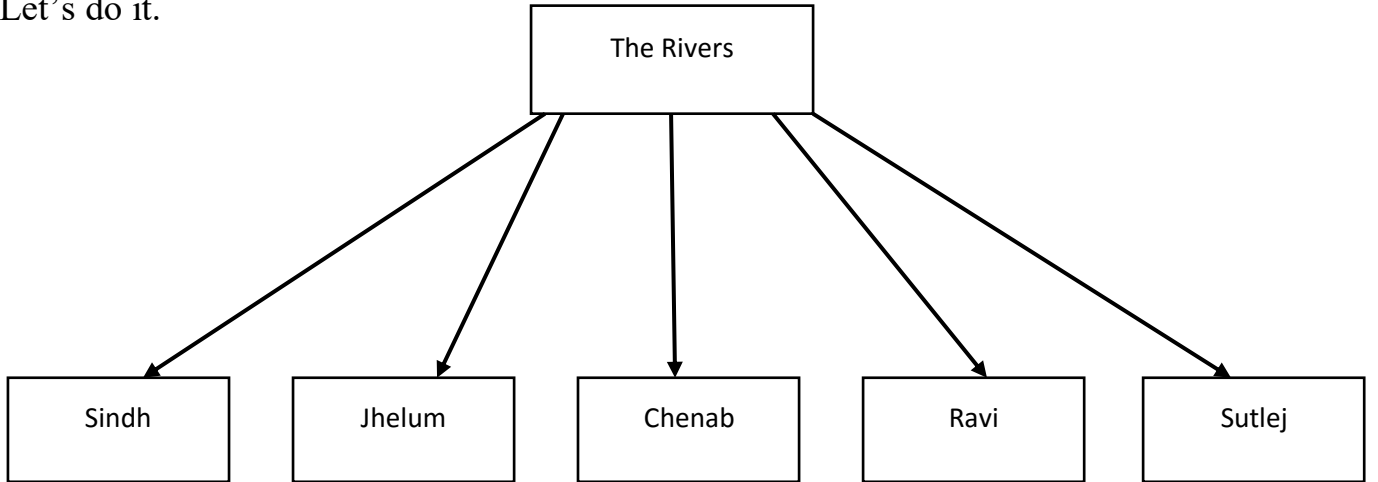 Let’s do it.
The Rivers
Sindh
Jhelum
Chenab
Ravi
Sutlej